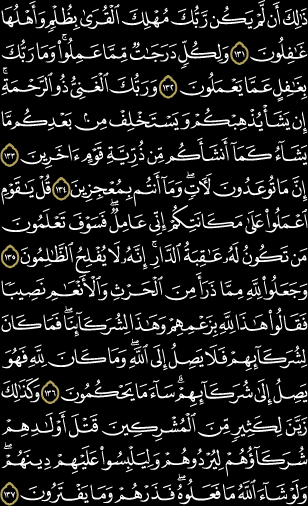 ذَٰلِكَ أَن لَّمْ يَكُن رَّبُّكَ مُهْلِكَ ٱلْقُرَىٰ بِظُلْمٍ وَأَهْلُهَا
غَٰفِلُونَ ١٣١ وَلِكُلٍّ دَرَجَٰتٌ مِّمَّا عَمِلُوا۟ ۚ وَمَا رَبُّكَ
بِغَٰفِلٍ عَمَّا يَعْمَلُونَ ١٣٢ وَرَبُّكَ ٱلْغَنِىُّ ذُو ٱلرَّحْمَةِ ۚ
إِن يَشَأْ يُذْهِبْكُمْ وَيَسْتَخْلِفْ مِنۢ بَعْدِكُم مَّا
يَشَآءُ كَمَآ أَنشَأَكُم مِّن ذُرِّيَّةِ قَوْمٍ ءَاخَرِينَ ١٣٣
إِنَّ مَا تُوعَدُونَ لَءَاتٍ ۖ وَمَآ أَنتُم بِمُعْجِزِينَ ١٣٤ قُلْ يَٰقَوْمِ
ٱعْمَلُوا۟ عَلَىٰ مَكَانَتِكُمْ إِنِّى عَامِلٌ ۖ فَسَوْفَ تَعْلَمُونَ
مَن تَكُونُ لَهُۥ عَٰقِبَةُ ٱلدَّارِ ۗ إِنَّهُۥ لَا يُفْلِحُ ٱلظَّٰلِمُونَ ١٣٥
وَجَعَلُوا۟ لِلَّهِ مِمَّا ذَرَأَ مِنَ ٱلْحَرْثِ وَٱلْأَنْعَٰمِ نَصِيبًا
فَقَالُوا۟ هَٰذَا لِلَّهِ بِزَعْمِهِمْ وَهَٰذَا لِشُرَكَآئِنَا ۖ فَمَا كَانَ
لِشُرَكَآئِهِمْ فَلَا يَصِلُ إِلَى ٱللَّهِ ۖ وَمَا كَانَ لِلَّهِ فَهُوَ
يَصِلُ إِلَىٰ شُرَكَآئِهِمْ ۗ سَآءَ مَا يَحْكُمُونَ ١٣٦ وَكَذَٰلِكَ
زَيَّنَ لِكَثِيرٍ مِّنَ ٱلْمُشْرِكِينَ قَتْلَ أَوْلَٰدِهِمْ
شُرَكَآؤُهُمْ لِيُرْدُوهُمْ وَلِيَلْبِسُوا۟ عَلَيْهِمْ دِينَهُمْ ۖ
وَلَوْ شَآءَ ٱللَّهُ مَا فَعَلُوهُ ۖ فَذَرْهُمْ وَمَا يَفْتَرُونَ ١٣٧